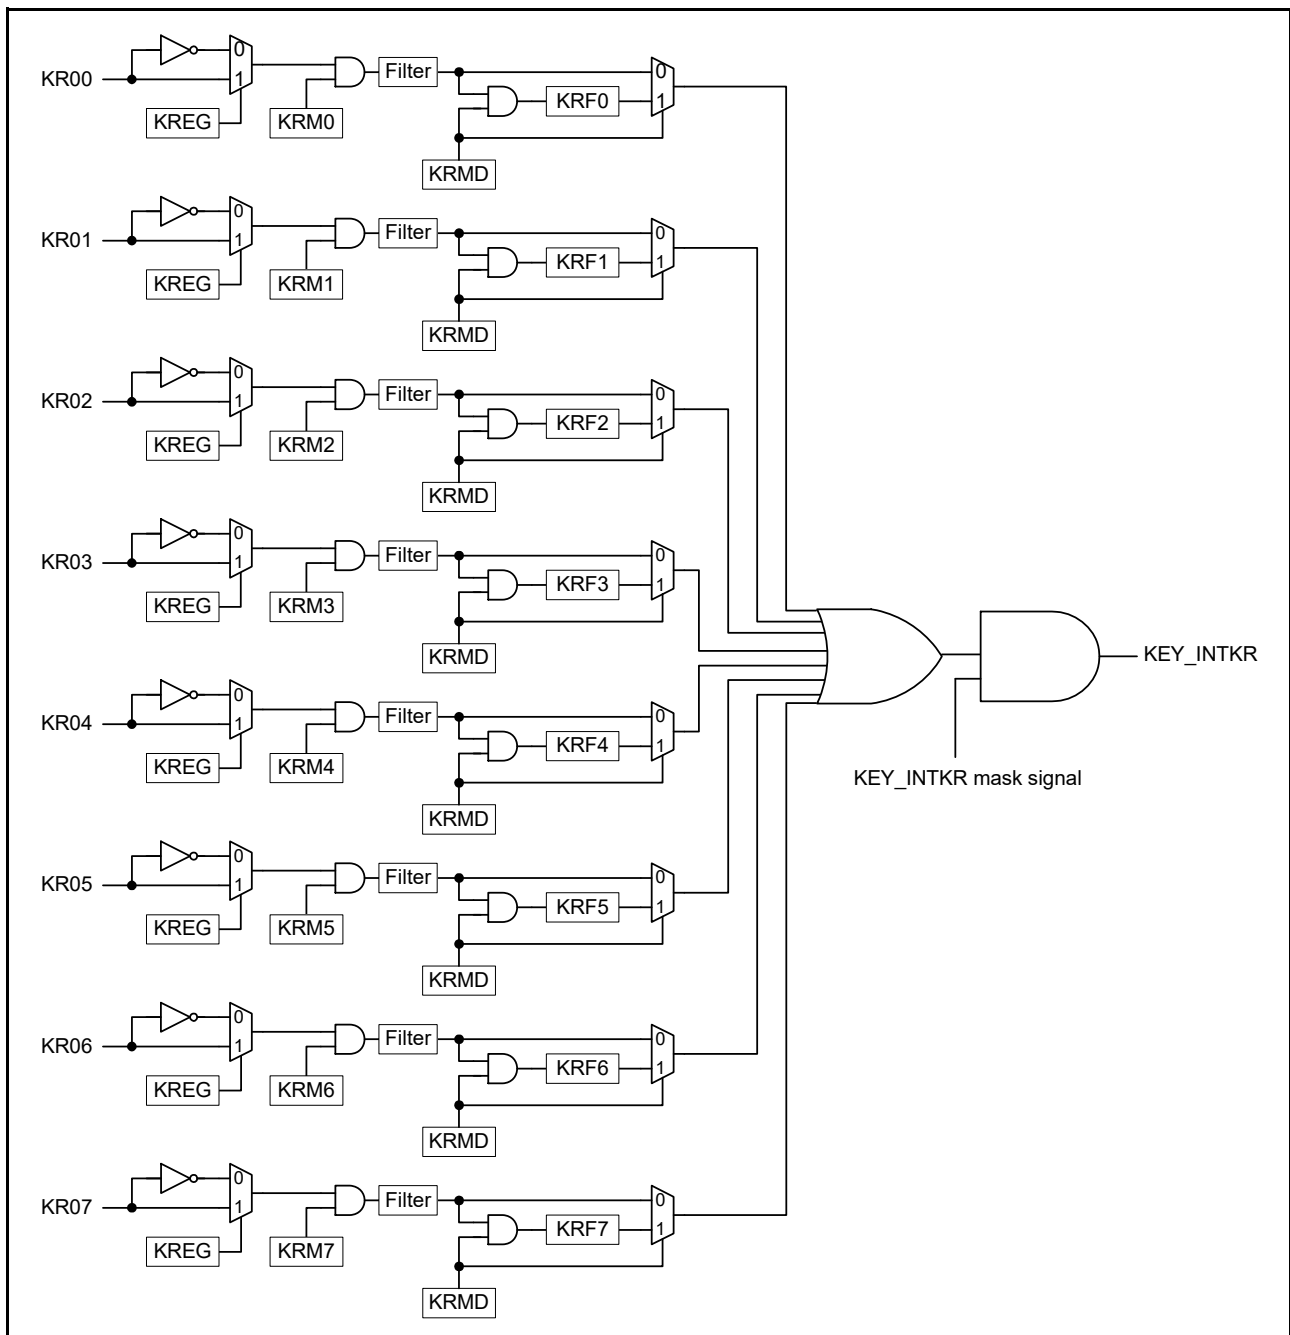 0
KR00
1
Filter
0
KREG
KRM0
KRF0
1
KRMD
0
KR01
1
Filter
0
KREG
KRM1
KRF1
1
KRMD
0
KR02
1
Filter
0
KREG
KRM2
KRF2
1
KRMD
0
KR03
1
Filter
0
KREG
KRM3
KRF3
1
KRMD
KEY_INTKR
0
KR04
1
Filter
0
KREG
KRM4
KRF4
1
KRMD
KEY_INTKR mask signal
0
KR05
1
Filter
0
KREG
KRM5
KRF5
1
KRMD
0
KR06
1
Filter
0
KREG
KRM6
KRF6
1
KRMD
0
KR07
1
Filter
0
KREG
KRM7
KRF7
1
KRMD